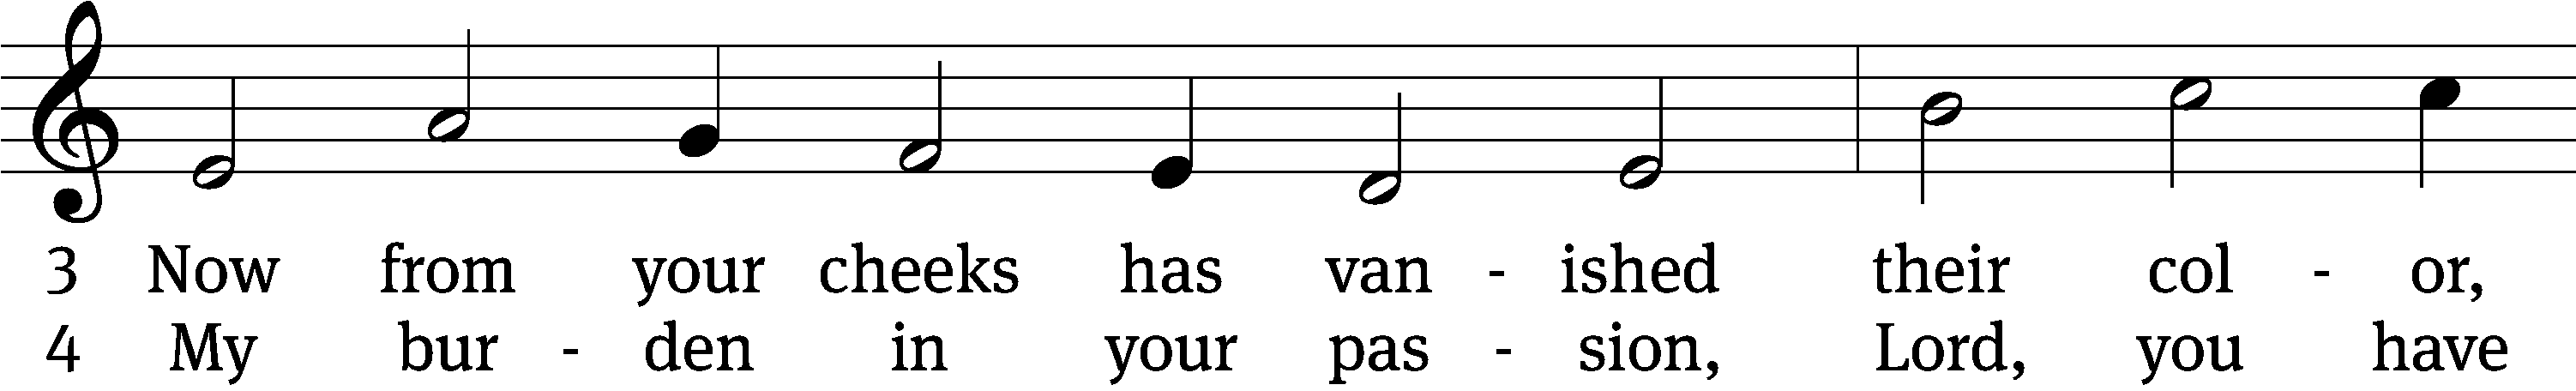 3 Now from your cheeks has van - ished their col - or,
4 My bur - den in your pas - sion, Lord, you have